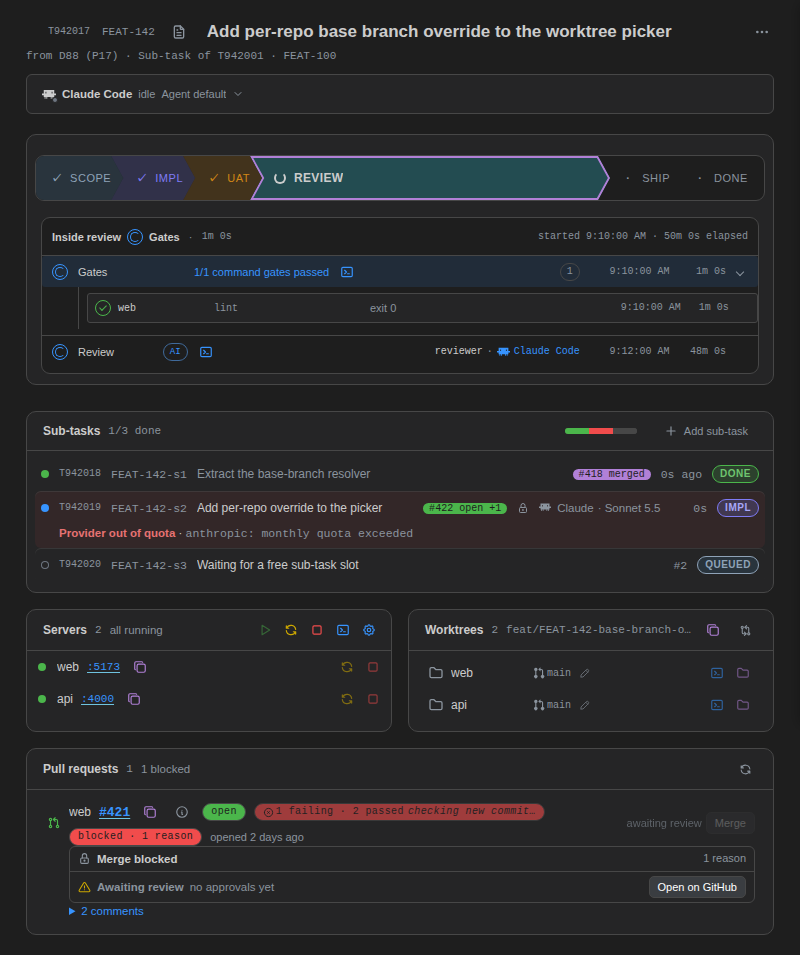 T942017 FEAT-142 Add per-repo base branch override to the worktree picker
from D88 (P17) · Sub-task of T942001 · FEAT-100
Claude Code idle Agent default
SCOPE IMPL UAT REVIEW · SHIP · DONE
Inside review Gates · 1m 0s started 9:10:00 AM · 50m 0s elapsed
Gates 1/1 command gates passed 1 9:10:00 AM 1m 0s
web lint exit 0 9:10:00 AM 1m 0s
Review AI reviewer · Claude Code 9:12:00 AM 48m 0s
Sub-tasks 1/3 done Add sub-task
T942018 FEAT-142-s1 Extract the base-branch resolver #418 merged 0s ago DONE
T942019 FEAT-142-s2 Add per-repo override to the picker #422 open +1 Claude · Sonnet 5.5 0s IMPL
Provider out of quota · anthropic: monthly quota exceeded
T942020 FEAT-142-s3 Waiting for a free sub-task slot #2 QUEUED
Servers 2 all running
web :5173
api :4000
Worktrees 2 feat/FEAT-142-base-branch-o…
web main
api main
Pull requests 1 1 blocked
web #421 open 1 failing · 2 passed checking new commit…
blocked · 1 reason opened 2 days ago
awaiting review Merge
Merge blocked 1 reason
Awaiting review no approvals yet Open on GitHub
2 comments